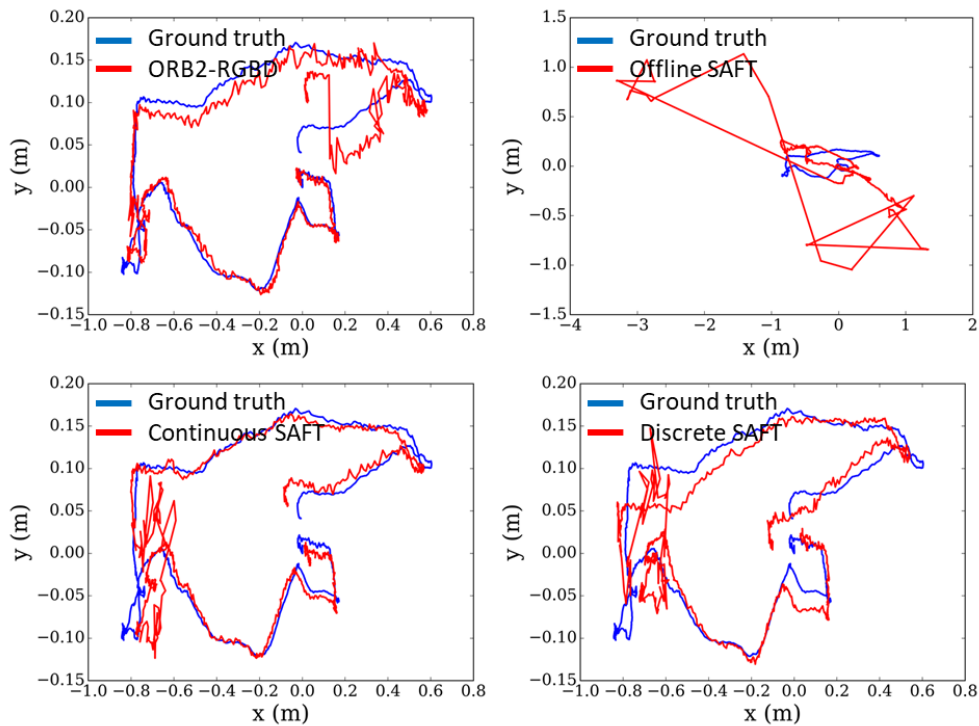 0.20
Ground truth
ORB2-RGBD
0.15
0.10
0.05
0.00
−0.05
−0.10
0.15
y (m)
−1.0 −0.8 −0.6 −0.4 −0.2 0.0 0.2 0.4 0.6 0.8
x (m)
1.5
Ground truth
Offline SAFT
1.0
0.5
0.0
−0.5
−1.0
1.5
y (m)
−4 −3 −2 −1 0 1 2
x (m)
0.20
Ground truth
Continuous SAFT
0.15
0.10
0.05
0.00
−0.05
−0.10
0.15
y (m)
−1.0 −0.8 −0.6 −0.4 −0.2 0.0 0.2 0.4 0.6 0.8
x (m)
0.20
Ground truth
Discrete SAFT
0.15
0.10
0.05
0.00
−0.05
−0.10
0.15
y (m)
−1.0 −0.8 −0.6 −0.4 −0.2 0.0 0.2 0.4 0.6 0.8
x (m)